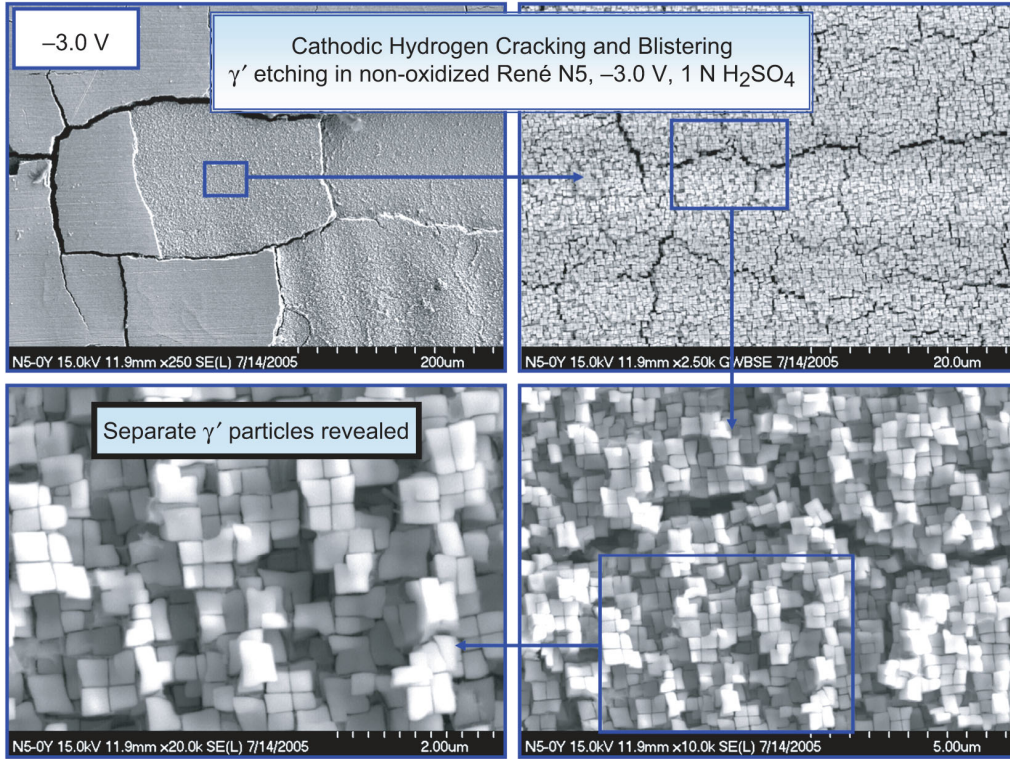 –3.0 V
Cathodic Hydrogen Cracking and Blistering
γ′ etching in non-oxidized René N5, –3.0 V, 1 N H₂SO₄
N5-0Y 15.0kV 11.9mm x250 SE(L) 7/14/2005 200um
N5-0Y 15.0kV 11.9mm x2.50k GWBSE 7/14/2005 20.0um
Separate γ′ particles revealed
N5-0Y 15.0kV 11.9mm x20.0k SE(L) 7/14/2005 2.00um
N5-0Y 15.0kV 11.9mm x10.0k SE(L) 7/14/2005 5.00um